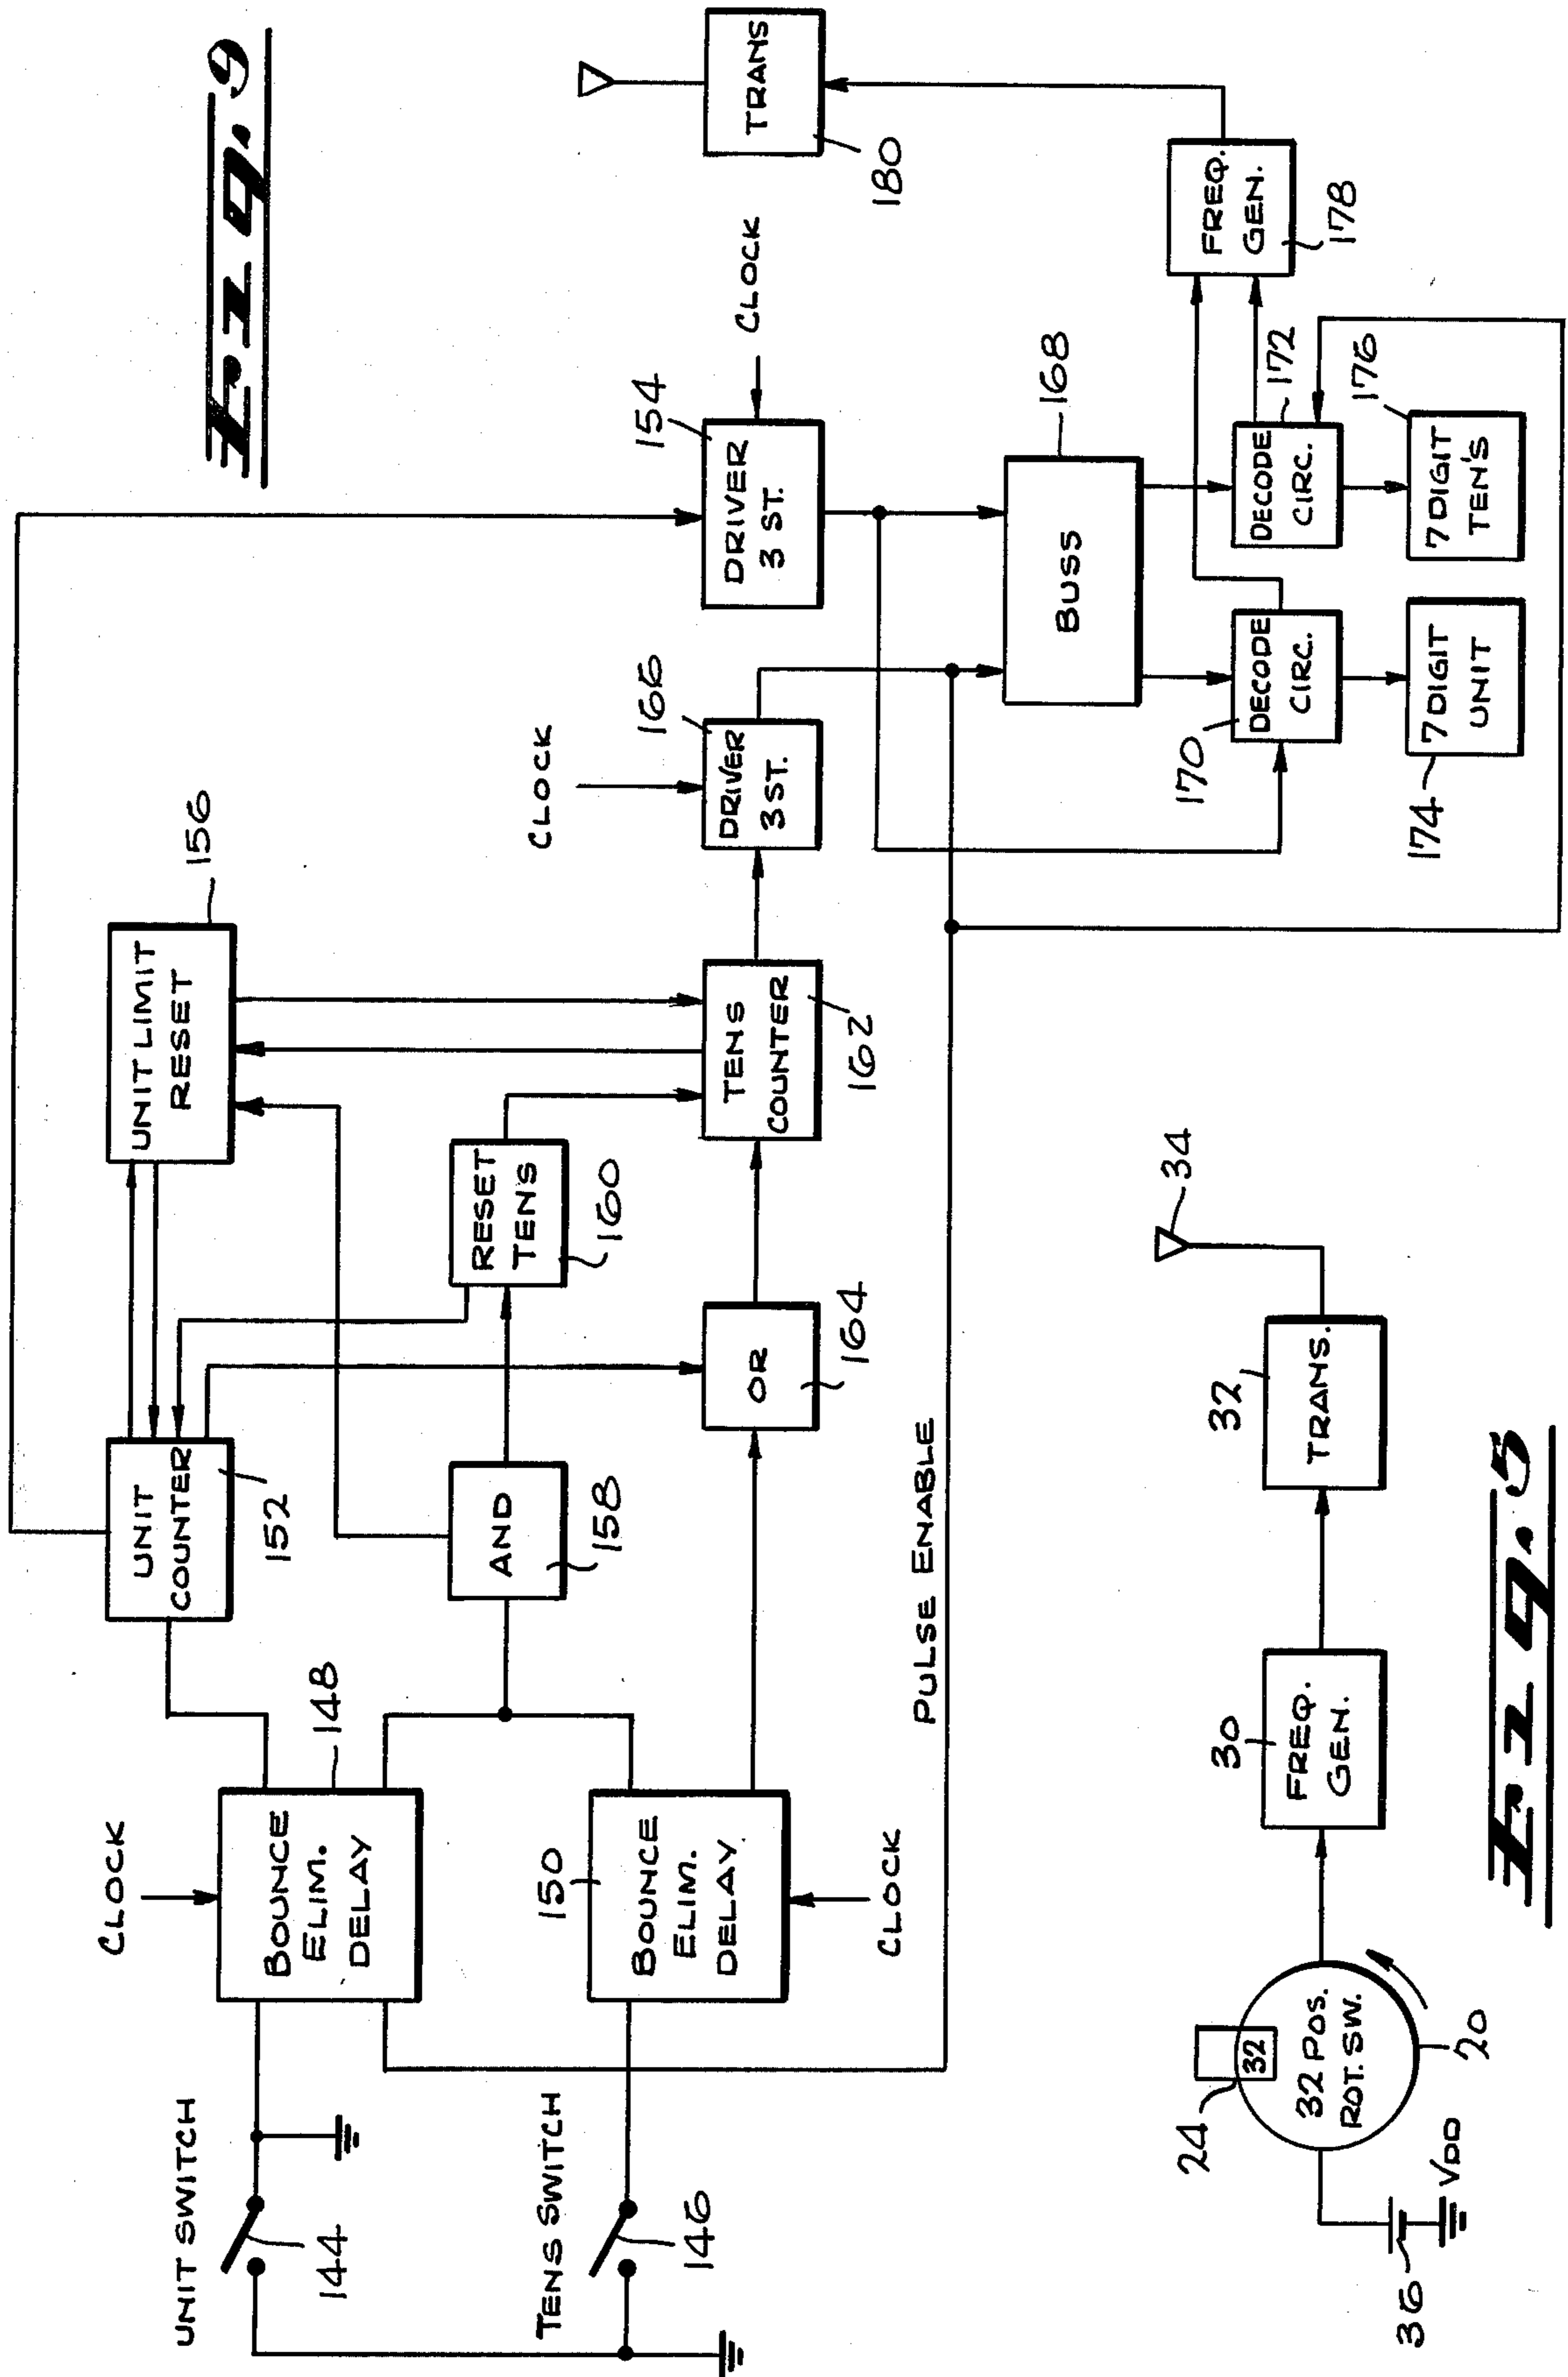 Fig. 9
UNIT SWITCH
144
TENS SWITCH
146
CLOCK
BOUNCE
ELIM.
DELAY
148
150
BOUNCE
ELIM.
DELAY
CLOCK
UNIT
COUNTER
152
AND
158
OR
164
RESET
TENS
160
UNIT LIMIT
RESET
156
TENS
COUNTER
162
CLOCK
DRIVER
3 ST.
166
DRIVER
3 ST.
154
CLOCK
PULSE ENABLE
BUSS
168
170
DECODE
CIRC.
DECODE
CIRC.
172
174
7 DIGIT
UNIT
7 DIGIT
TEN'S
176
FREQ.
GEN.
178
TRANS
180
24
32
32 POS.
ROT. SW.
20
36
VDD
30
FREQ.
GEN.
32
TRANS.
34
Fig. 5